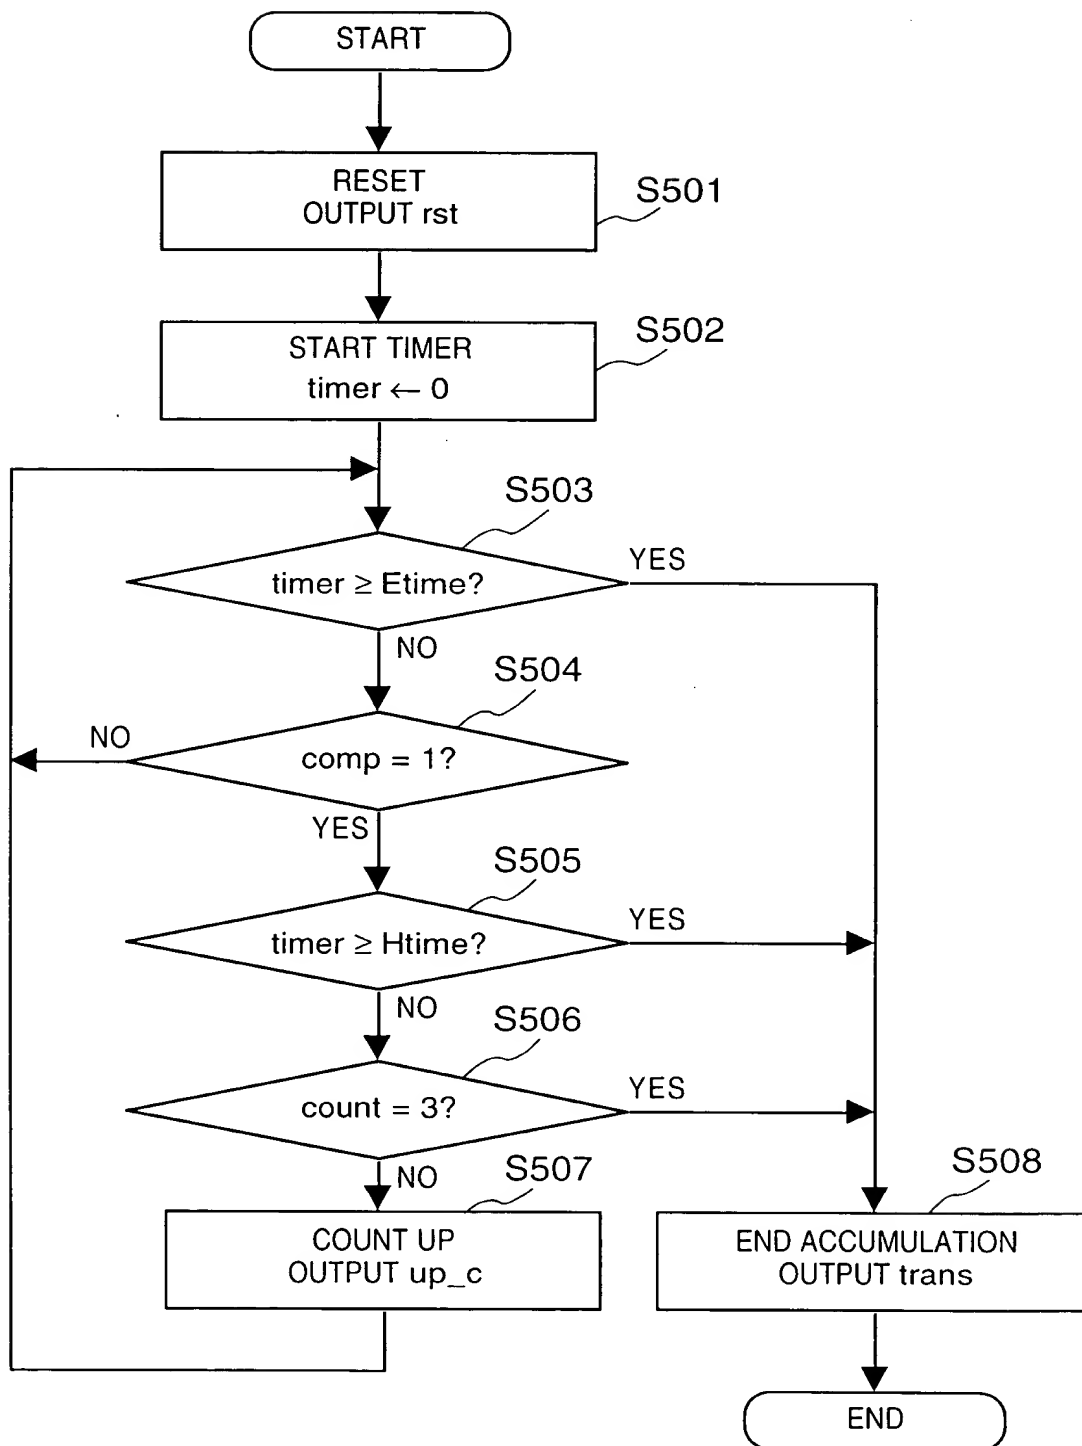 START
RESET
OUTPUT rst
S501
START TIMER
timer ← 0
S502
S503
timer ≥ Etime?
YES
NO
S504
comp = 1?
NO
YES
S505
timer ≥ Htime?
YES
NO
S506
count = 3?
YES
NO
S507
COUNT UP
OUTPUT up_c
S508
END ACCUMULATION
OUTPUT trans
END